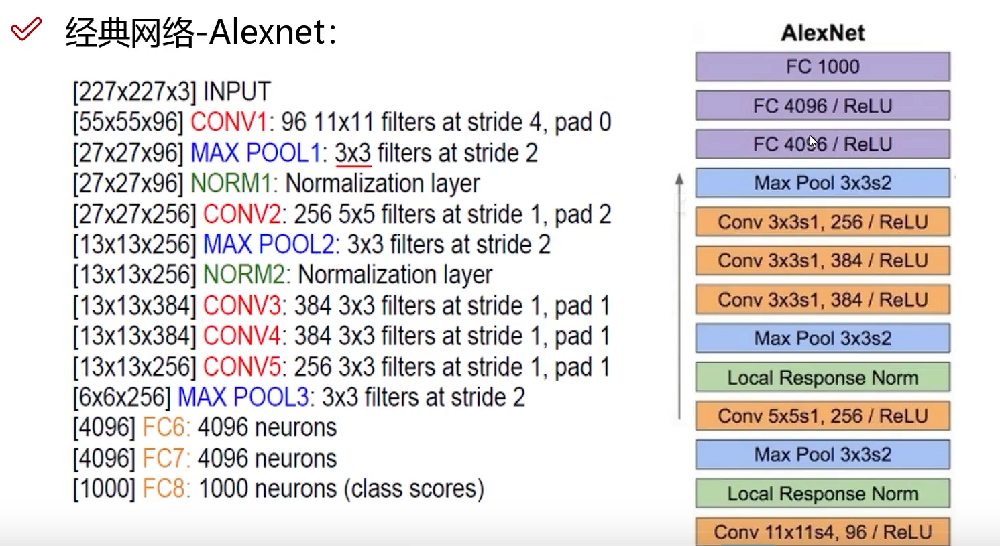 经典网络-Alexnet：
[227x227x3] INPUT
[55x55x96] CONV1: 96 11x11 filters at stride 4, pad 0
[27x27x96] MAX POOL1: 3x3 filters at stride 2
[27x27x96] NORM1: Normalization layer
[27x27x256] CONV2: 256 5x5 filters at stride 1, pad 2
[13x13x256] MAX POOL2: 3x3 filters at stride 2
[13x13x256] NORM2: Normalization layer
[13x13x384] CONV3: 384 3x3 filters at stride 1, pad 1
[13x13x384] CONV4: 384 3x3 filters at stride 1, pad 1
[13x13x256] CONV5: 256 3x3 filters at stride 1, pad 1
[6x6x256] MAX POOL3: 3x3 filters at stride 2
[4096] FC6: 4096 neurons
[4096] FC7: 4096 neurons
[1000] FC8: 1000 neurons (class scores)
AlexNet
FC 1000
FC 4096 / ReLU
FC 4096 / ReLU
Max Pool 3x3s2
Conv 3x3s1, 256 / ReLU
Conv 3x3s1, 384 / ReLU
Conv 3x3s1, 384 / ReLU
Max Pool 3x3s2
Local Response Norm
Conv 5x5s1, 256 / ReLU
Max Pool 3x3s2
Local Response Norm
Conv 11x11s4, 96 / ReLU